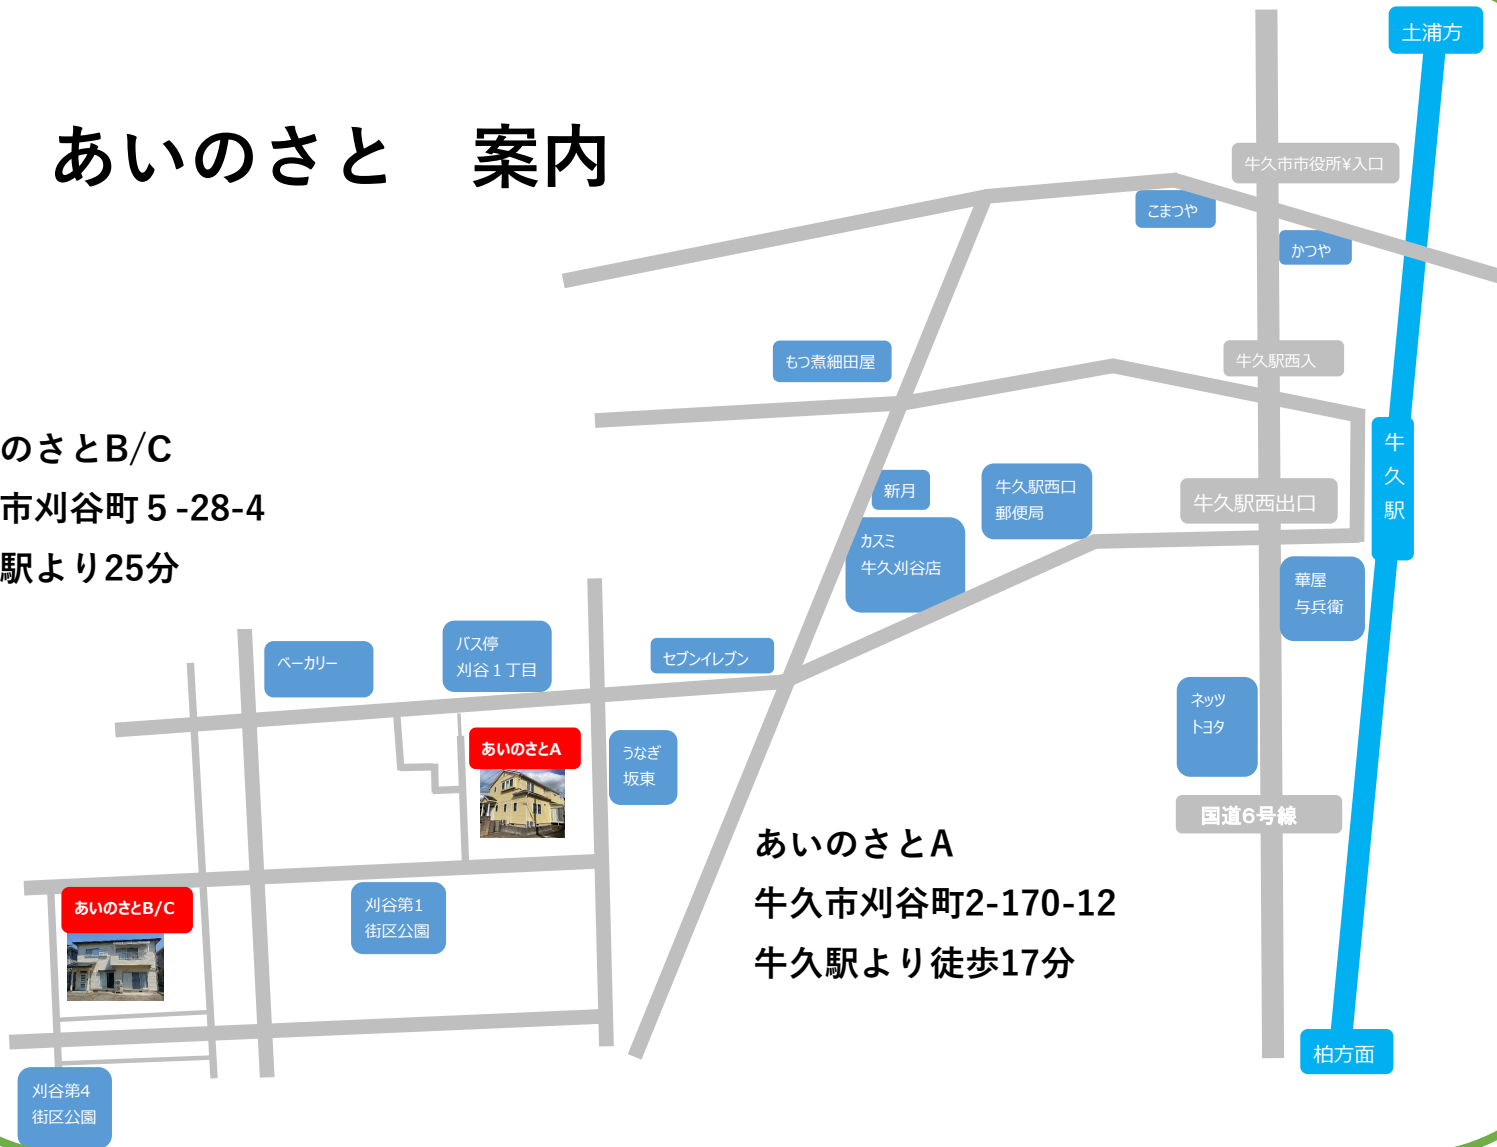 土浦方
あいのさと　案内
牛久市市役所¥入口
こまつや
かつや
もつ煮細田屋
牛久駅西入
牛
久
駅
のさとB/C
市刈谷町５-28-4
駅より25分
新月
牛久駅西口
郵便局
牛久駅西出口
カスミ
牛久刈谷店
華屋
与兵衛
ベーカリー
バス停
刈谷１丁目
セブンイレブン
ネッツ
トヨタ
あいのさとA
うなぎ
坂東
国道6号線
あいのさとA
牛久市刈谷町2-170-12
牛久駅より徒歩17分
あいのさとB/C
刈谷第1
街区公園
柏方面
刈谷第4
街区公園